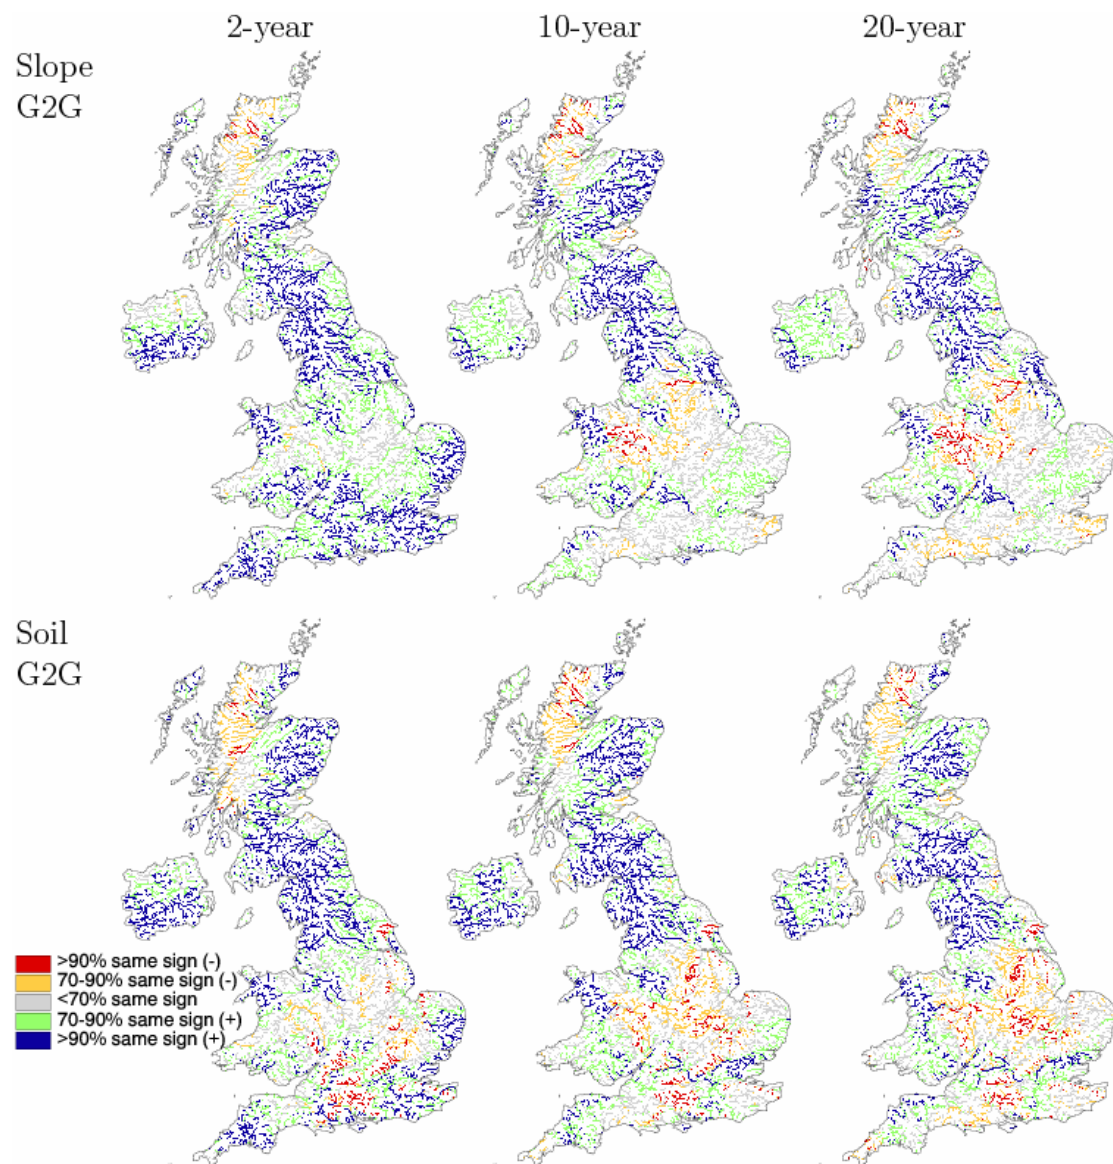 2-year 10-year 20-year
Slope
G2G
Soil
G2G
>90% same sign (-)
70-90% same sign (-)
<70% same sign
70-90% same sign (+)
>90% same sign (+)